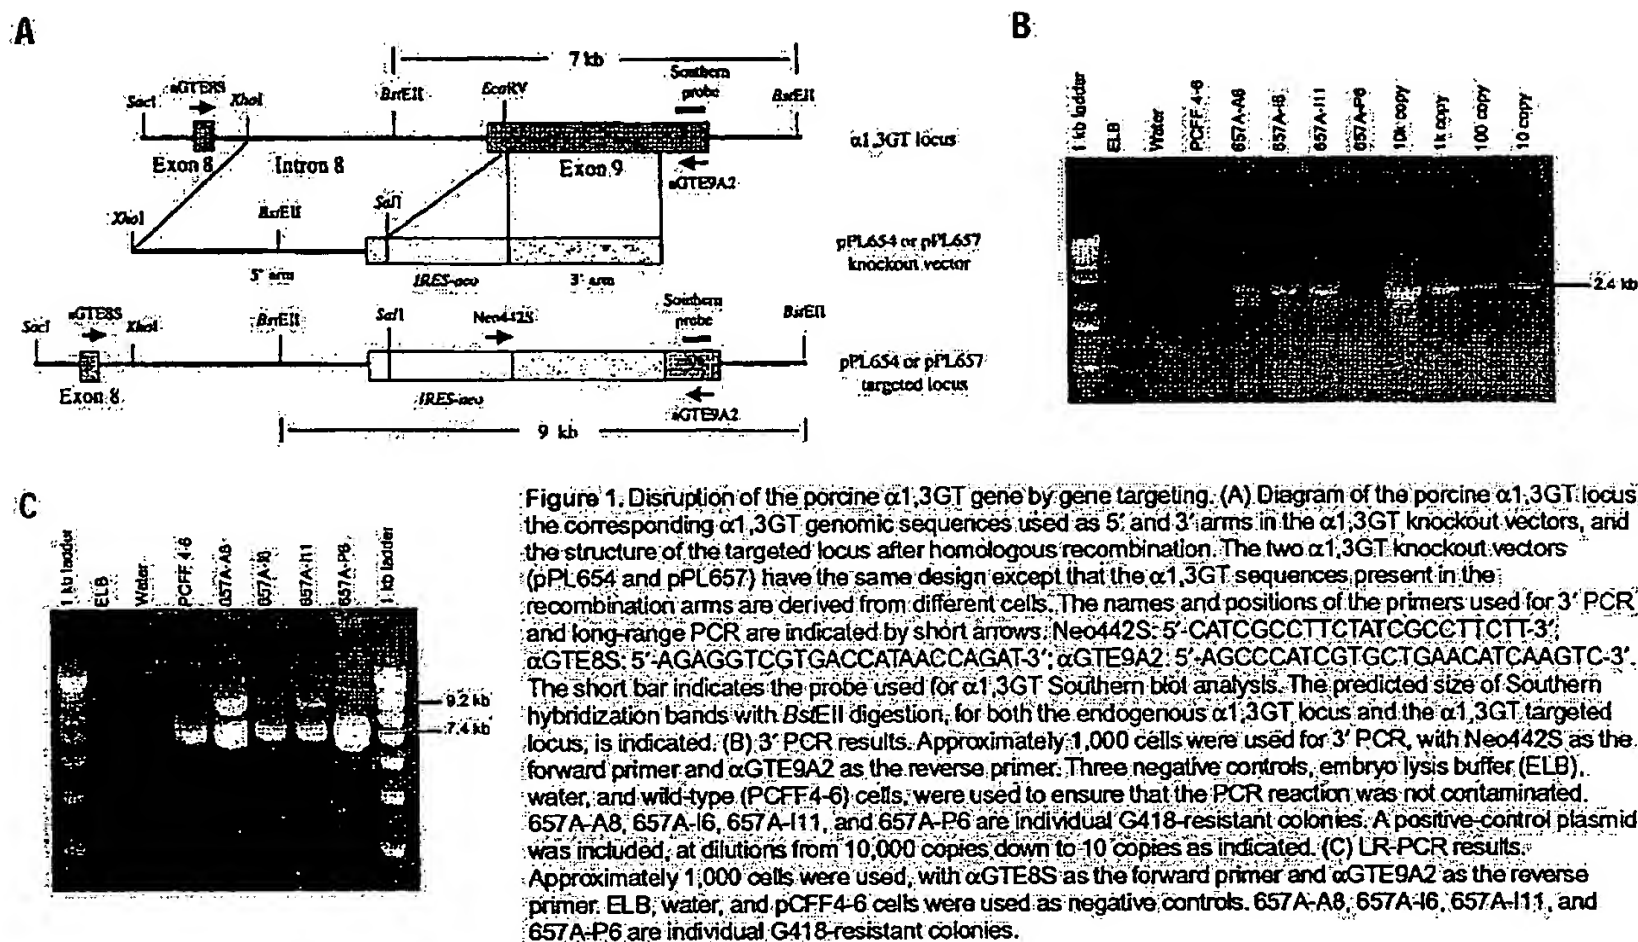 A
7 kb
Southern
probe
SacI
αGTE8S
XhoI
BstEII
EcoRV
BstEII
α1,3GT locus
Exon 8
Intron 8
Exon 9
αGTE9A2
XhoI
BstEII
SalI
pPL654 or pPL657
knockout vector
5' arm
IRES-neo
3' arm
SacI
αGTE8S
XhoI
BstEII
SalI
Neo442S
Southern
probe
BstEII
pPL654 or pPL657
targeted locus
Exon 8
IRES-neo
αGTE9A2
9 kb
B
1 kb ladder
ELB
Water
PCFF 4-6
657A-A8
657A-I6
657A-I11
657A-P6
10k copy
1k copy
100 copy
10 copy
2.4 kb
C
1 kb ladder
ELB
Water
PCFF 4-6
657A-A8
657A-I6
657A-I11
657A-P6
1 kb ladder
9.2 kb
7.4 kb
Figure 1. Disruption of the porcine α1,3GT gene by gene targeting. (A) Diagram of the porcine α1,3GT locus
the corresponding α1,3GT genomic sequences used as 5' and 3' arms in the α1,3GT knockout vectors, and
the structure of the targeted locus after homologous recombination. The two α1,3GT knockout vectors
(pPL654 and pPL657) have the same design except that the α1,3GT sequences present in the
recombination arms are derived from different cells. The names and positions of the primers used for 3' PCR
and long-range PCR are indicated by short arrows. Neo442S: 5'-CATCGCCTTCTATCGCCTTCTT-3';
αGTE8S: 5'-AGAGGTCGTGACCATAACCAGAT-3'; αGTE9A2: 5'-AGCCCATCGTGCTGAACATCAAGTC-3'.
The short bar indicates the probe used for α1,3GT Southern blot analysis. The predicted size of Southern
hybridization bands with BstEII digestion, for both the endogenous α1,3GT locus and the α1,3GT targeted
locus, is indicated. (B) 3' PCR results. Approximately 1,000 cells were used for 3' PCR, with Neo442S as the
forward primer and αGTE9A2 as the reverse primer. Three negative controls, embryo lysis buffer (ELB),
water, and wild-type (PCFF4-6) cells, were used to ensure that the PCR reaction was not contaminated.
657A-A8, 657A-I6, 657A-I11, and 657A-P6 are individual G418-resistant colonies. A positive-control plasmid
was included, at dilutions from 10,000 copies down to 10 copies as indicated. (C) LR-PCR results.
Approximately 1,000 cells were used, with αGTE8S as the forward primer and αGTE9A2 as the reverse
primer. ELB, water, and pCFF4-6 cells were used as negative controls. 657A-A8, 657A-I6, 657A-I11, and
657A-P6 are individual G418-resistant colonies.